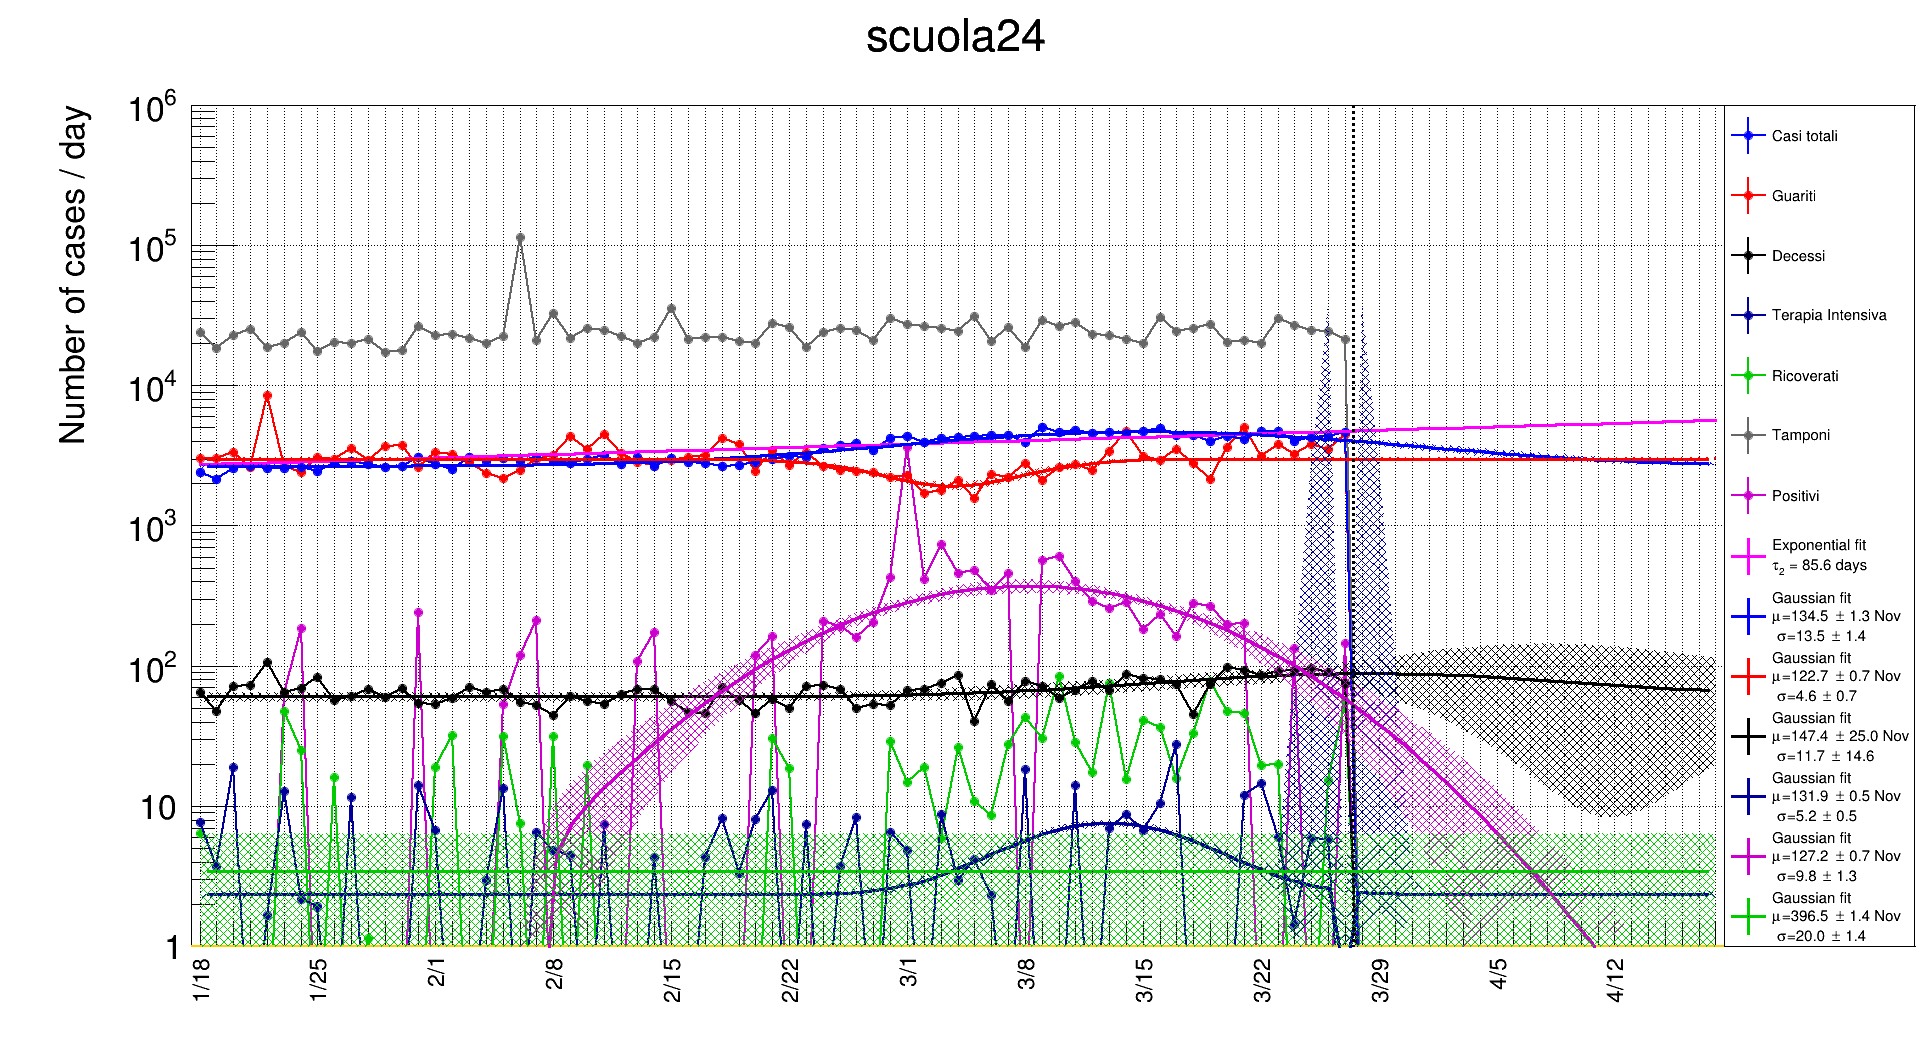 scuola24
Number of cases / day
10^6
10^5
10^4
10^3
10^2
10
1
1/18
1/25
2/1
2/8
2/15
2/22
3/1
3/8
3/15
3/22
3/29
4/5
4/12
Casi totali
Guariti
Decessi
Terapia Intensiva
Ricoverati
Tamponi
Positivi
Exponential fit
τ₂ = 85.6 days
Gaussian fit
μ=134.5 ± 1.3 Nov
σ=13.5 ± 1.4
Gaussian fit
μ=122.7 ± 0.7 Nov
σ=4.6 ± 0.7
Gaussian fit
μ=147.4 ± 25.0 Nov
σ=11.7 ± 14.6
Gaussian fit
μ=131.9 ± 0.5 Nov
σ=5.2 ± 0.5
Gaussian fit
μ=127.2 ± 0.7 Nov
σ=9.8 ± 1.3
Gaussian fit
μ=396.5 ± 1.4 Nov
σ=20.0 ± 1.4